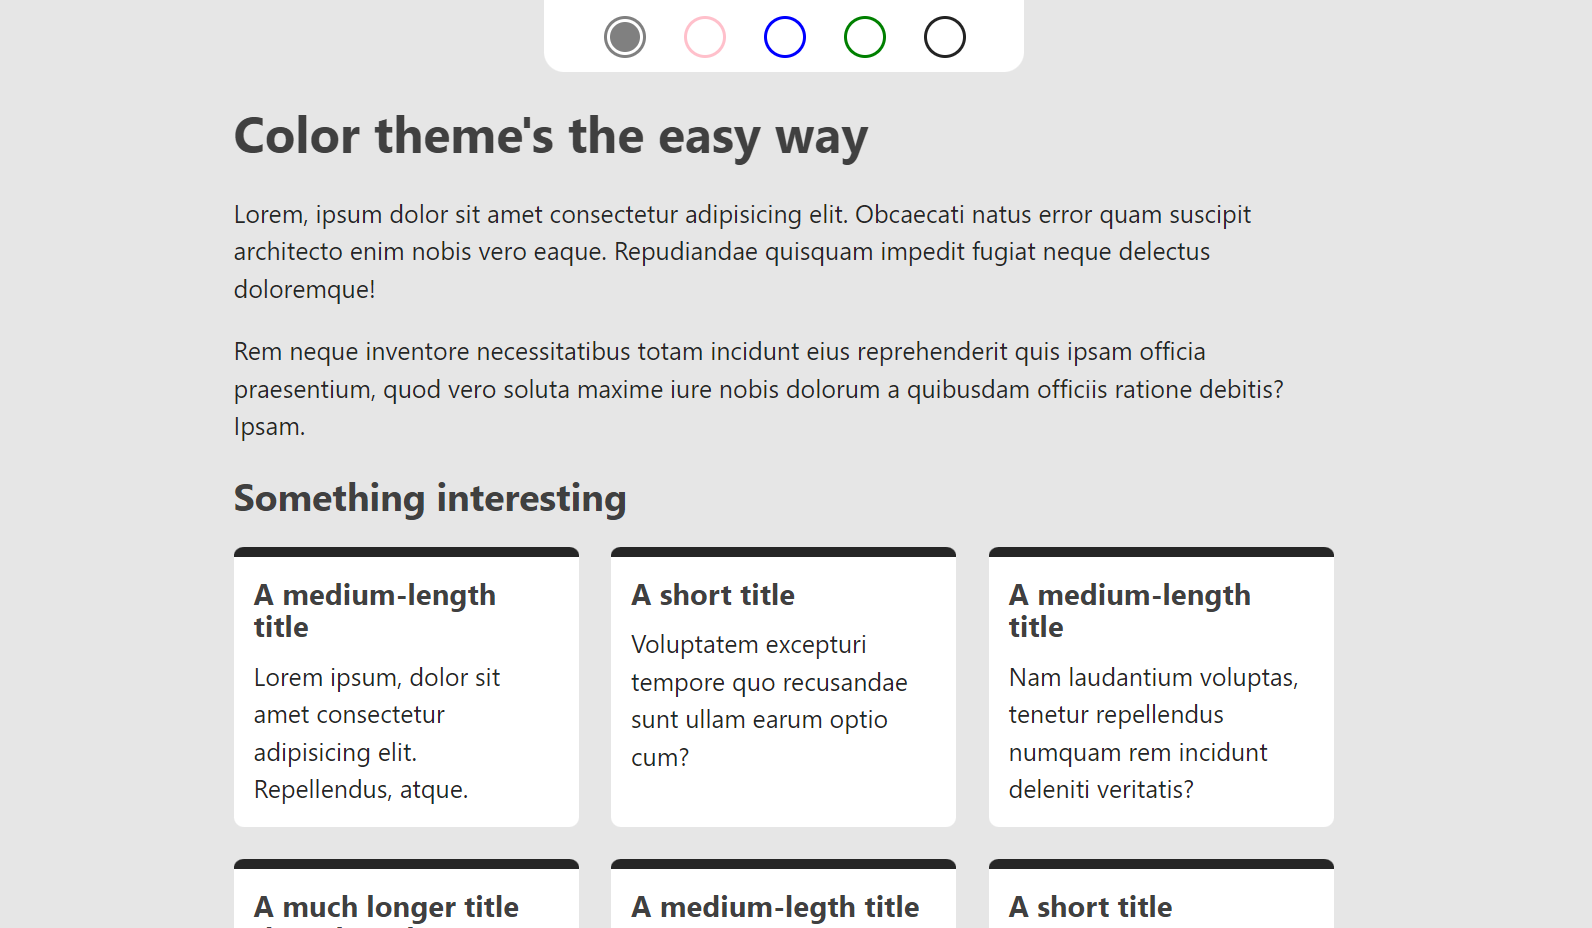 Color theme's the easy way
Lorem, ipsum dolor sit amet consectetur adipisicing elit. Obcaecati natus error quam suscipit
architecto enim nobis vero eaque. Repudiandae quisquam impedit fugiat neque delectus
doloremque!
Rem neque inventore necessitatibus totam incidunt eius reprehenderit quis ipsam officia
praesentium, quod vero soluta maxime iure nobis dolorum a quibusdam officiis ratione debitis?
Ipsam.
Something interesting
A medium-length
title
Lorem ipsum, dolor sit
amet consectetur
adipisicing elit.
Repellendus, atque.
A short title
Voluptatem excepturi
tempore quo recusandae
sunt ullam earum optio
cum?
A medium-length
title
Nam laudantium voluptas,
tenetur repellendus
numquam rem incidunt
deleniti veritatis?
A much longer title
A medium-legth title
A short title